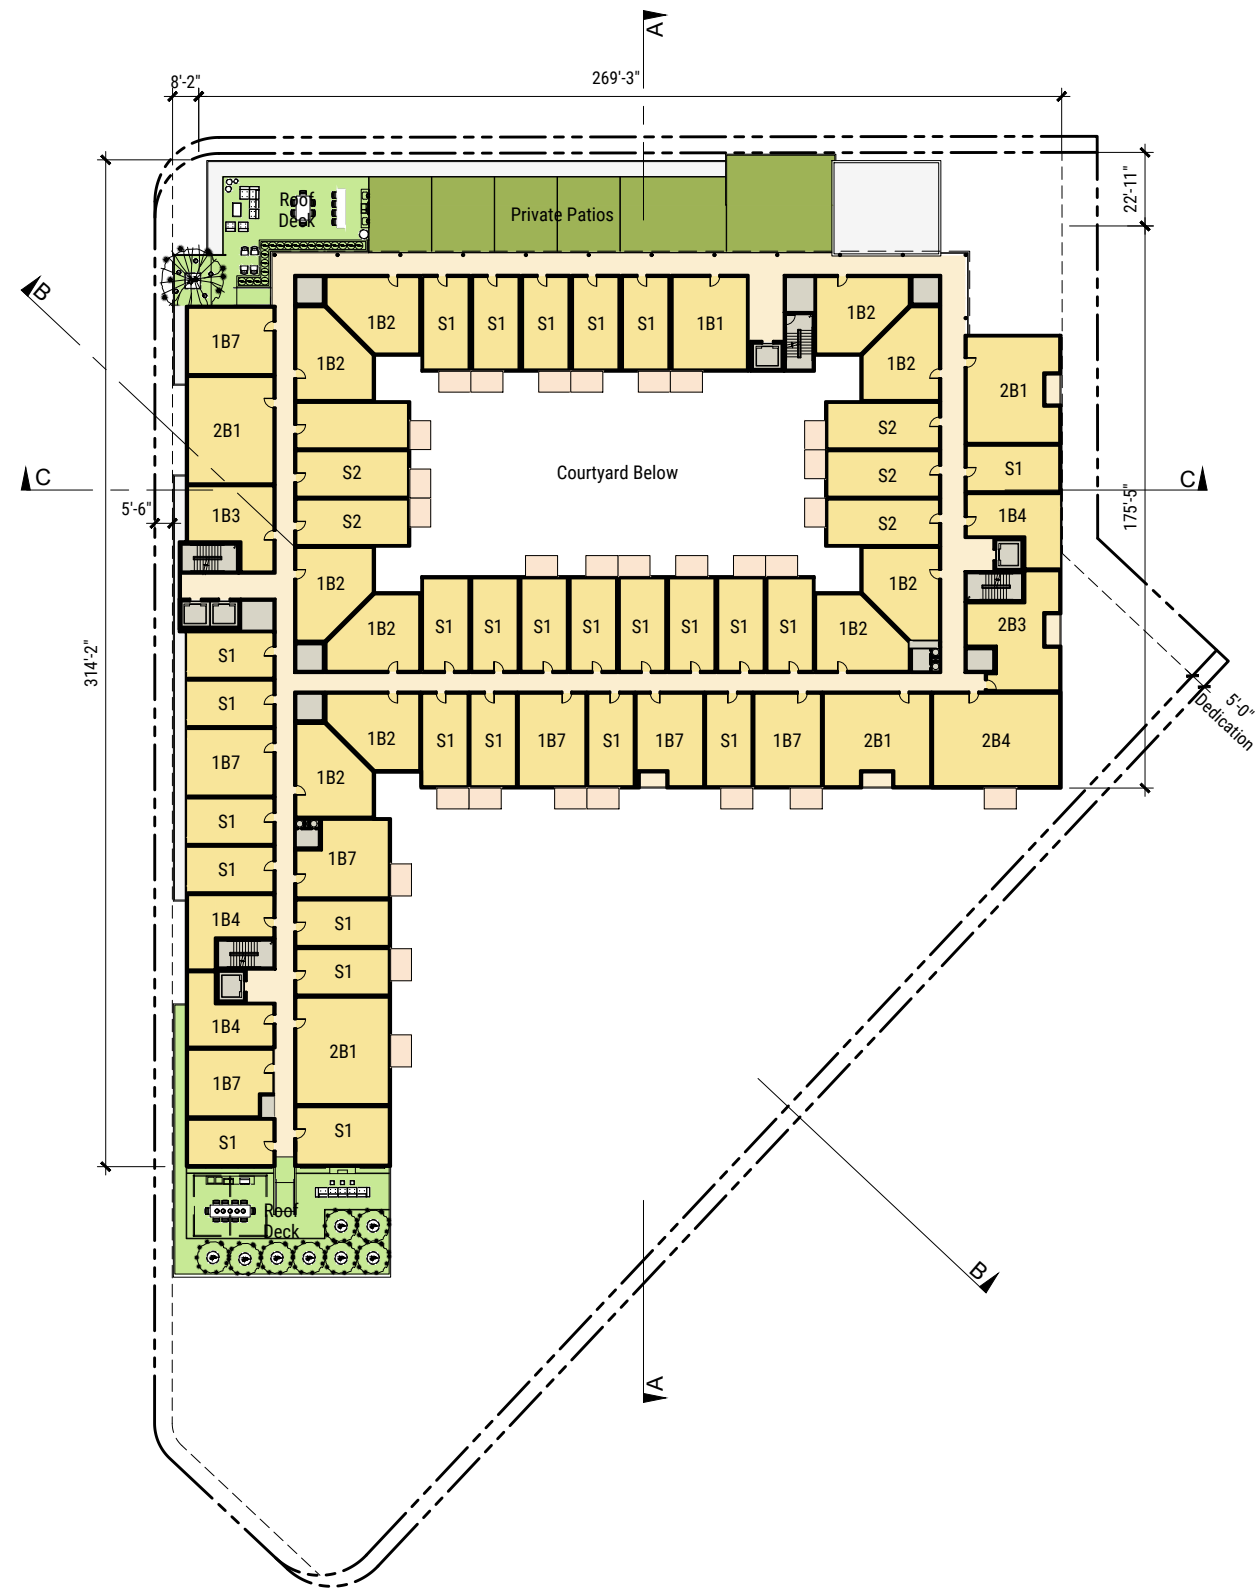 A
8'-2"
269'-3"
22'-11"
Roof
Deck
Private Patios
B
1B7
1B2
S1
S1
S1
S1
S1
1B1
1B2
1B2
1B2
2B1
2B1
S2
S2
S1
C
S2
Courtyard Below
S2
C
5'-6"
1B3
S2
S2
1B4
175'-5"
1B2
1B2
1B2
S1
S1
S1
S1
S1
S1
S1
S1
1B2
2B3
314'-2"
S1
S1
5'-0"
Dedication
1B2
S1
S1
1B7
S1
1B7
S1
1B7
2B1
2B4
1B7
1B2
S1
1B7
S1
1B4
S1
S1
1B4
2B1
1B7
S1
S1
Roof
Deck
B
A